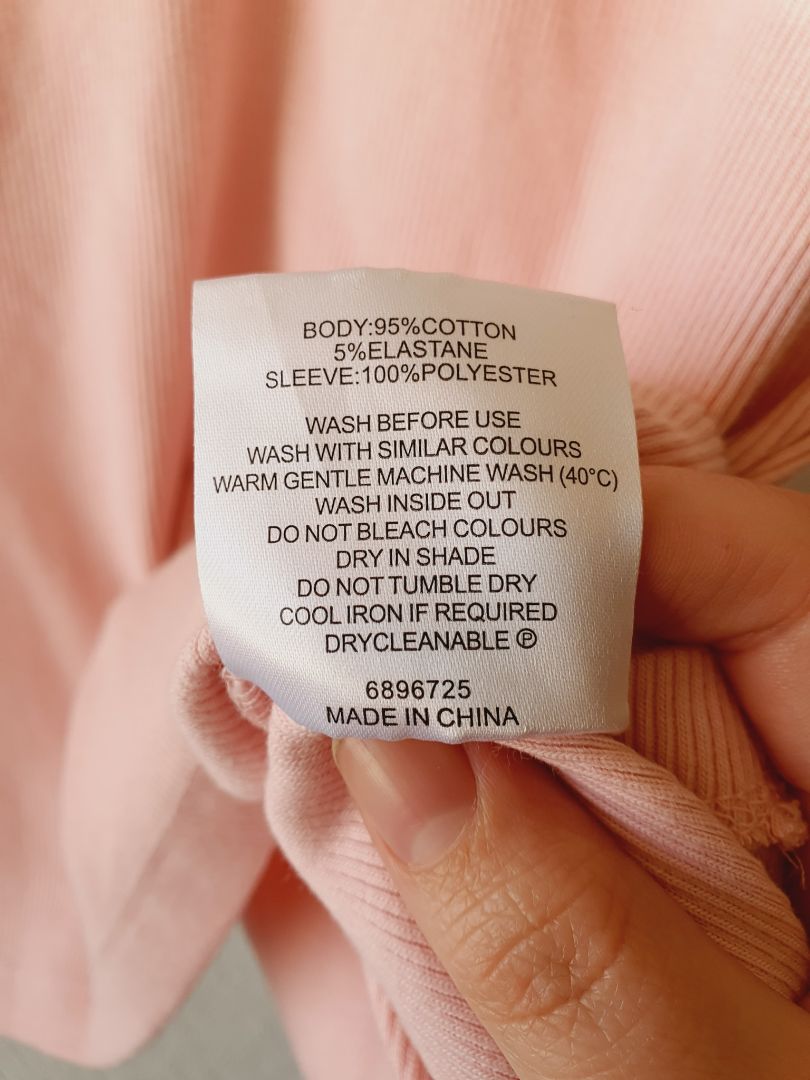 BODY:95%COTTON
5%ELASTANE
SLEEVE:100%POLYESTER
WASH BEFORE USE
WASH WITH SIMILAR COLOURS
WARM GENTLE MACHINE WASH (40°C)
WASH INSIDE OUT
DO NOT BLEACH COLOURS
DRY IN SHADE
DO NOT TUMBLE DRY
COOL IRON IF REQUIRED
DRYCLEANABLE Ⓟ
6896725
MADE IN CHINA